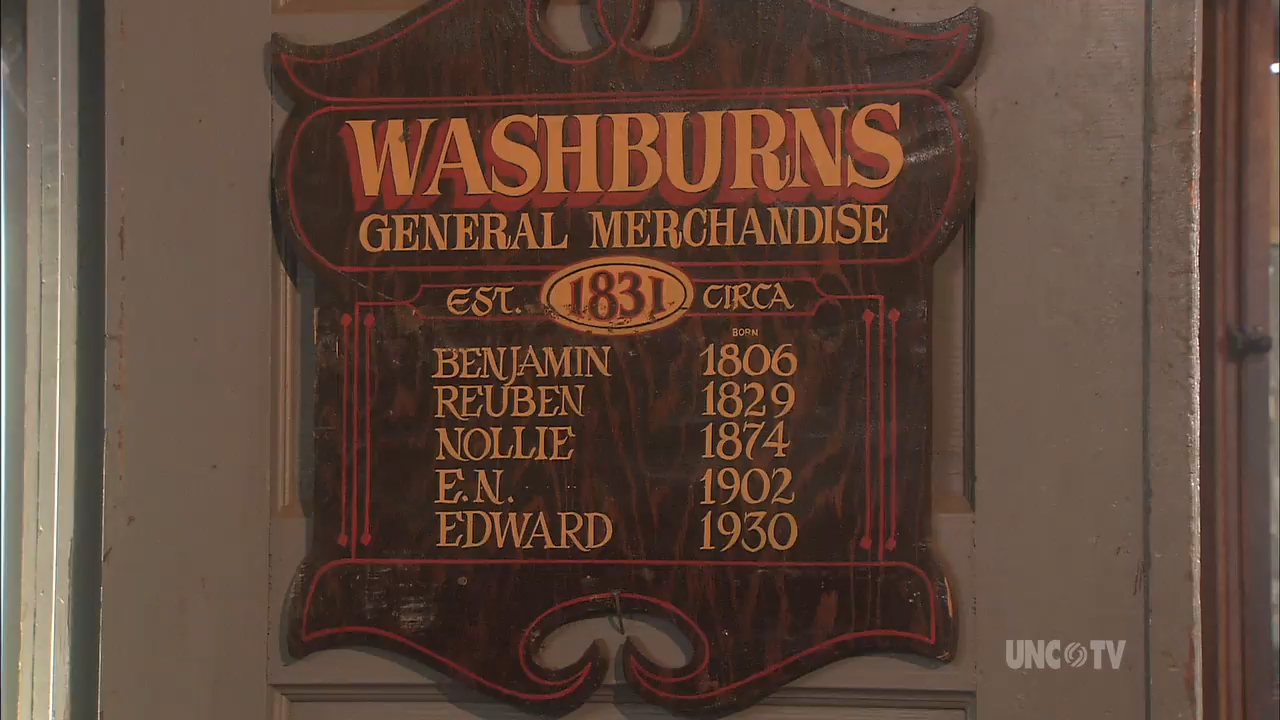 WASHBURNS
GENERAL MERCHANDISE
EST. 1831 CIRCA
BORN
BENJAMIN 1806
REUBEN 1829
NOLLIE 1874
E.N. 1902
EDWARD 1930
UNC TV